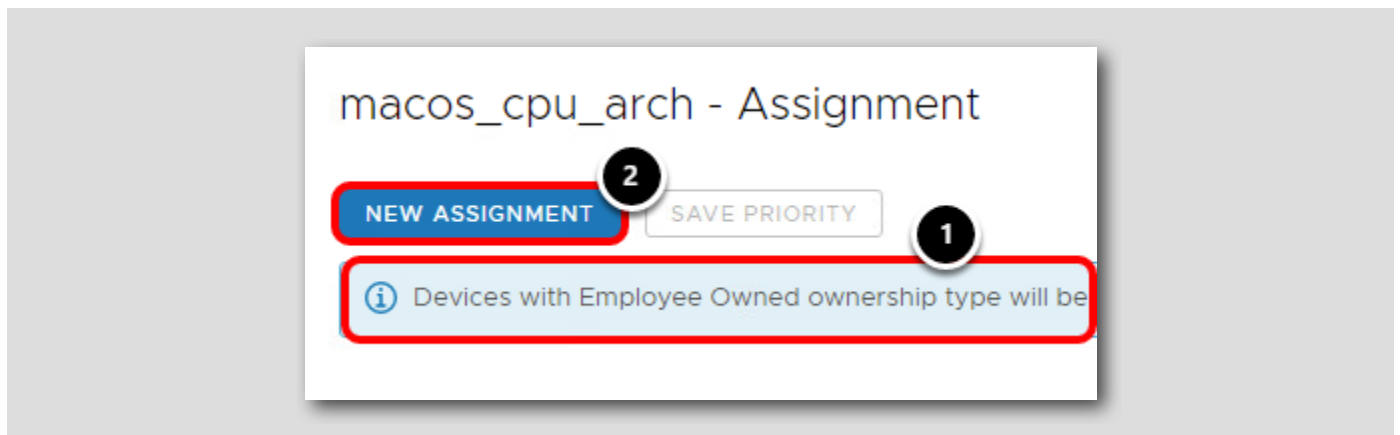 macos_cpu_arch - Assignment
2
NEW ASSIGNMENT SAVE PRIORITY
1
Devices with Employee Owned ownership type will be